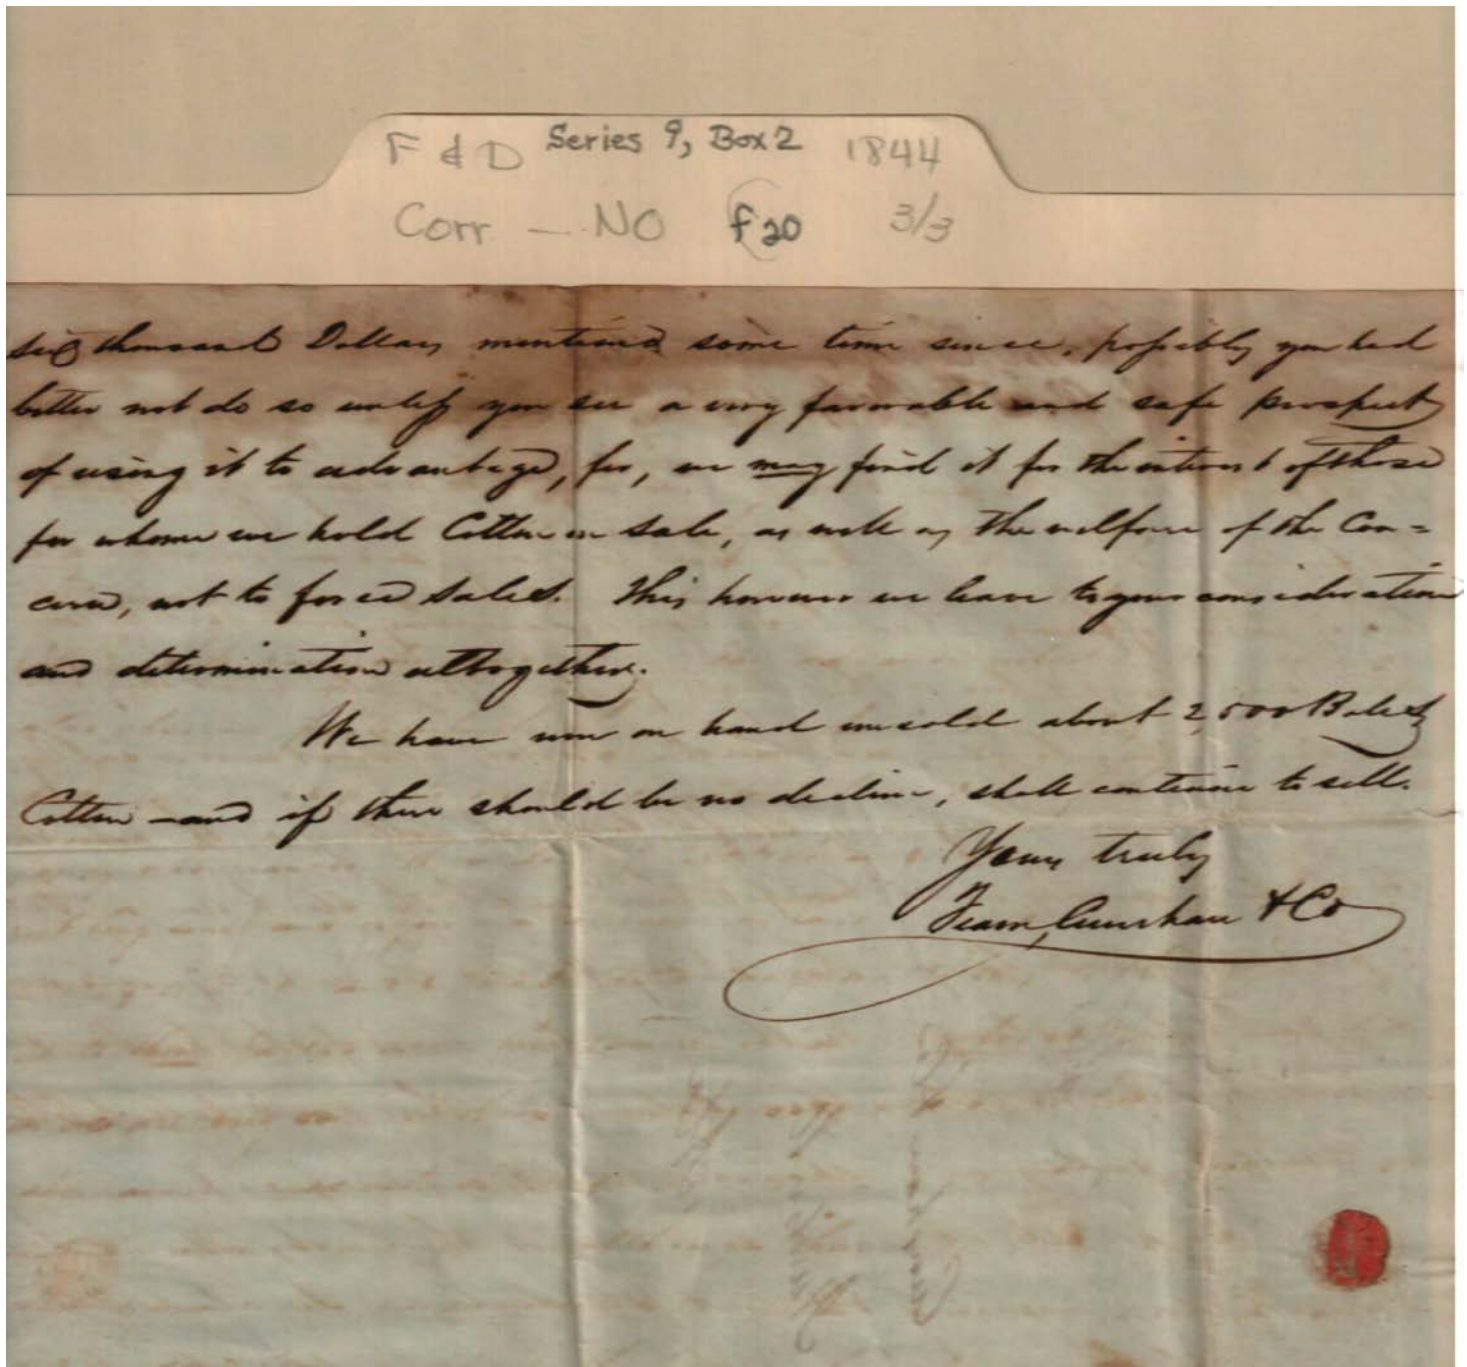 F & D Series 9, Box 2 1844
Corr — NO f20 3/3
six thousand Dollars mentioned some time since, possibly you had
better not do so unless you see a very favorable and safe prospect
of using it to advantage, for, we may find it for the interest of those
for whom we hold Cotton on sale, as well as the welfare of the Con=
cern, not to force sales. This however we leave to your consideration
and determination altogether.
We have now on hand unsold about 2,500 Bales
Cotton - and if there should be no decline, shall continue to sell.
Yours truly
& Co